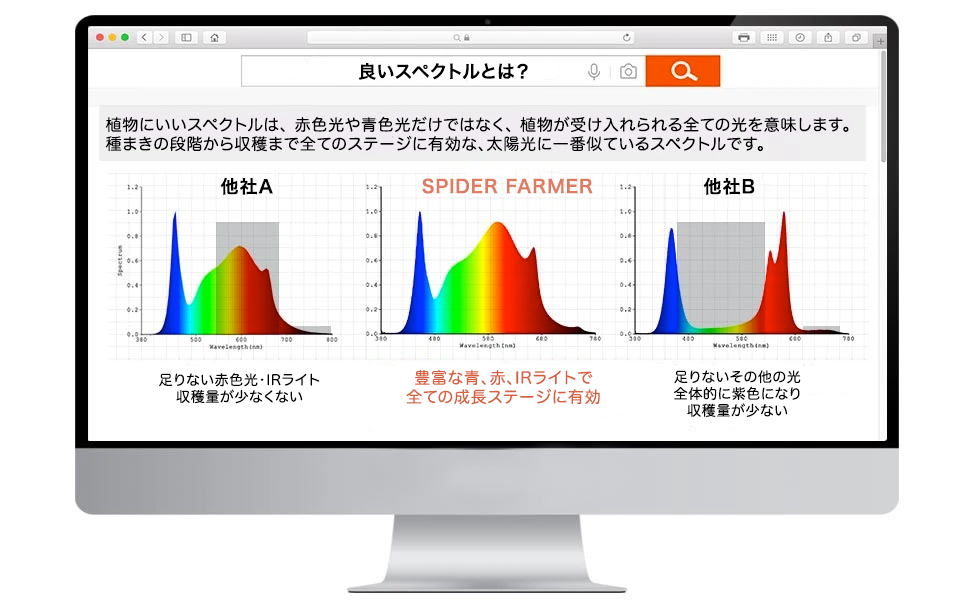 良いスペクトルとは？
植物にいいスペクトルは、赤色光や青色光だけではなく、植物が受け入れられる全ての光を意味します。
種まきの段階から収穫まで全てのステージに有効な、太陽光に一番似ているスペクトルです。
他社A
SPIDER FARMER
他社B
1.2
1.0
0.8
0.6
0.4
0.2
0.0
Spectrum
380 500 600 700 800
Wavelength(nm)
1.2
1.0
0.8
0.6
0.4
0.2
0.0
300 400 500 600 700
Wavelength(nm)
1.2
1.0
0.8
0.6
0.4
0.2
0.0
300 400 500 600 700
Wavelength(nm)
足りない赤色光・IRライト
収穫量が少なくない
豊富な青、赤、IRライトで
全ての成長ステージに有効
足りないその他の光
全体的に紫色になり
収穫量が少ない